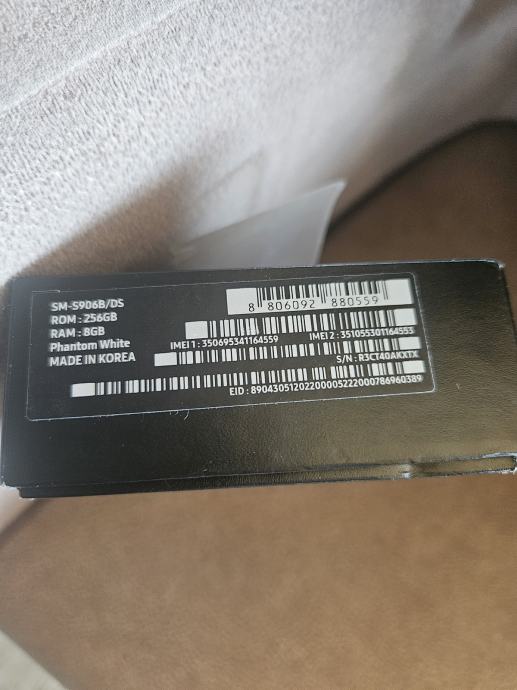 SM-S906B/DS
ROM : 256GB
RAM : 8GB
Phantom White
MADE IN KOREA
8 806092 880559
IMEI 1 : 350695341164559
IMEI 2 : 351055301164553
S/N : R3CT40AKXTX
EID : 89043051202200005222000786960389